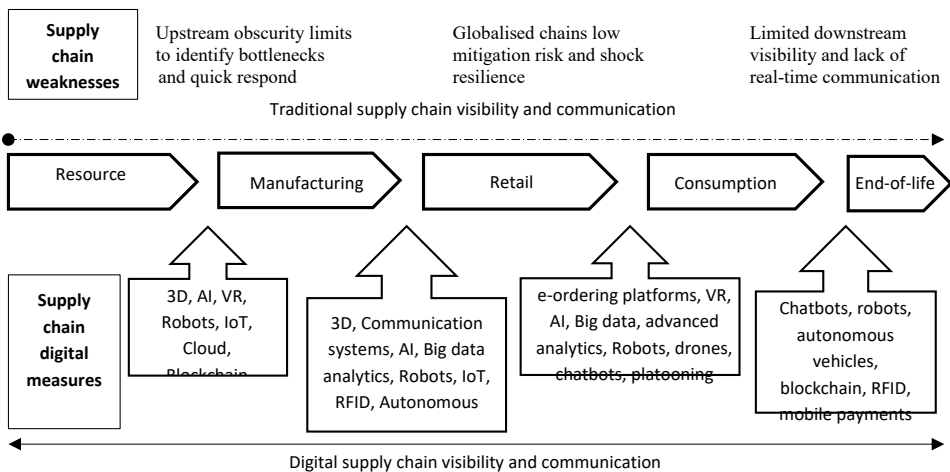 Supply
chain
weaknesses
Upstream obscurity limits
to identify bottlenecks
and quick respond
Globalised chains low
mitigation risk and shock
resilience
Limited downstream
visibility and lack of
real-time communication
Traditional supply chain visibility and communication
Resource
Manufacturing
Retail
Consumption
End-of-life
Supply
chain
digital
measures
3D, AI, VR,
Robots, IoT,
Cloud,
Blockchain
3D, Communication
systems, AI, Big data
analytics, Robots, IoT,
RFID, Autonomous
e-ordering platforms, VR,
AI, Big data, advanced
analytics, Robots, drones,
chatbots, platooning
Chatbots, robots,
autonomous
vehicles,
blockchain, RFID,
mobile payments
Digital supply chain visibility and communication